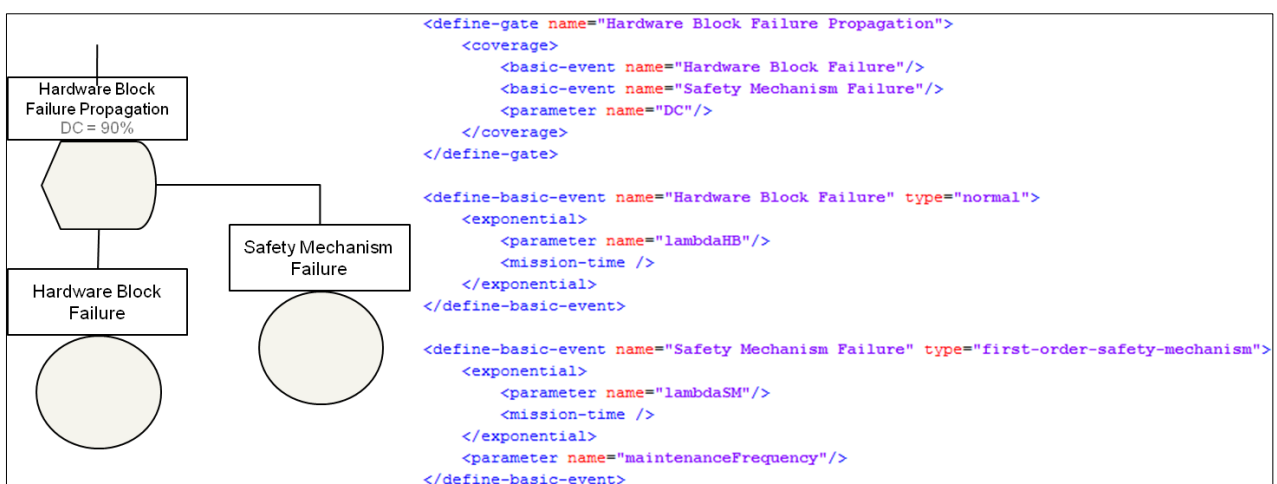 Hardware Block
Failure Propagation
DC = 90%
Safety Mechanism
Failure
Hardware Block
Failure
<define-gate name="Hardware Block Failure Propagation">
    <coverage>
        <basic-event name="Hardware Block Failure"/>
        <basic-event name="Safety Mechanism Failure"/>
        <parameter name="DC"/>
    </coverage>
</define-gate>
<define-basic-event name="Hardware Block Failure" type="normal">
    <exponential>
        <parameter name="lambdaHB"/>
        <mission-time />
    </exponential>
</define-basic-event>
<define-basic-event name="Safety Mechanism Failure" type="first-order-safety-mechanism">
    <exponential>
        <parameter name="lambdaSM"/>
        <mission-time />
    </exponential>
    <parameter name="maintenanceFrequency"/>
</define-basic-event>